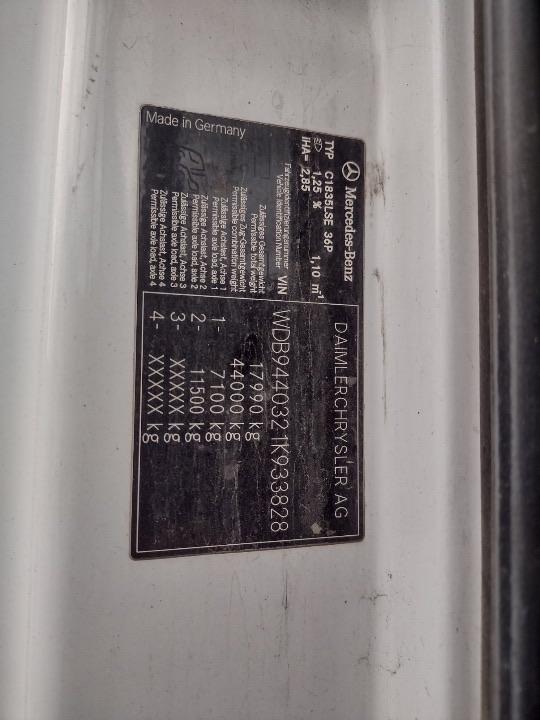 Mercedes-Benz
DAIMLERCHRYSLER AG
TYP C1835LSE 36P
1,25 % 1,10 m⁻¹
iHA= 2,85
Fahrzeugidentifizierungsnummer
Vehicle Identification Number VIN WDB9440321K933828
Zulässiges Gesamtgewicht
Permissible total weight 17990 kg
Zulässiges Zug-Gesamtgewicht
Permissible combination weight 44000 kg
Zulässige Achslast, Achse 1
Permissible axle load, axle 1 1- 7100 kg
Zulässige Achslast, Achse 2
Permissible axle load, axle 2 2- 11500 kg
Zulässige Achslast, Achse 3
Permissible axle load, axle 3 3- XXXXX kg
Zulässige Achslast, Achse 4
Permissible axle load, axle 4 4- XXXXX kg
Made in Germany